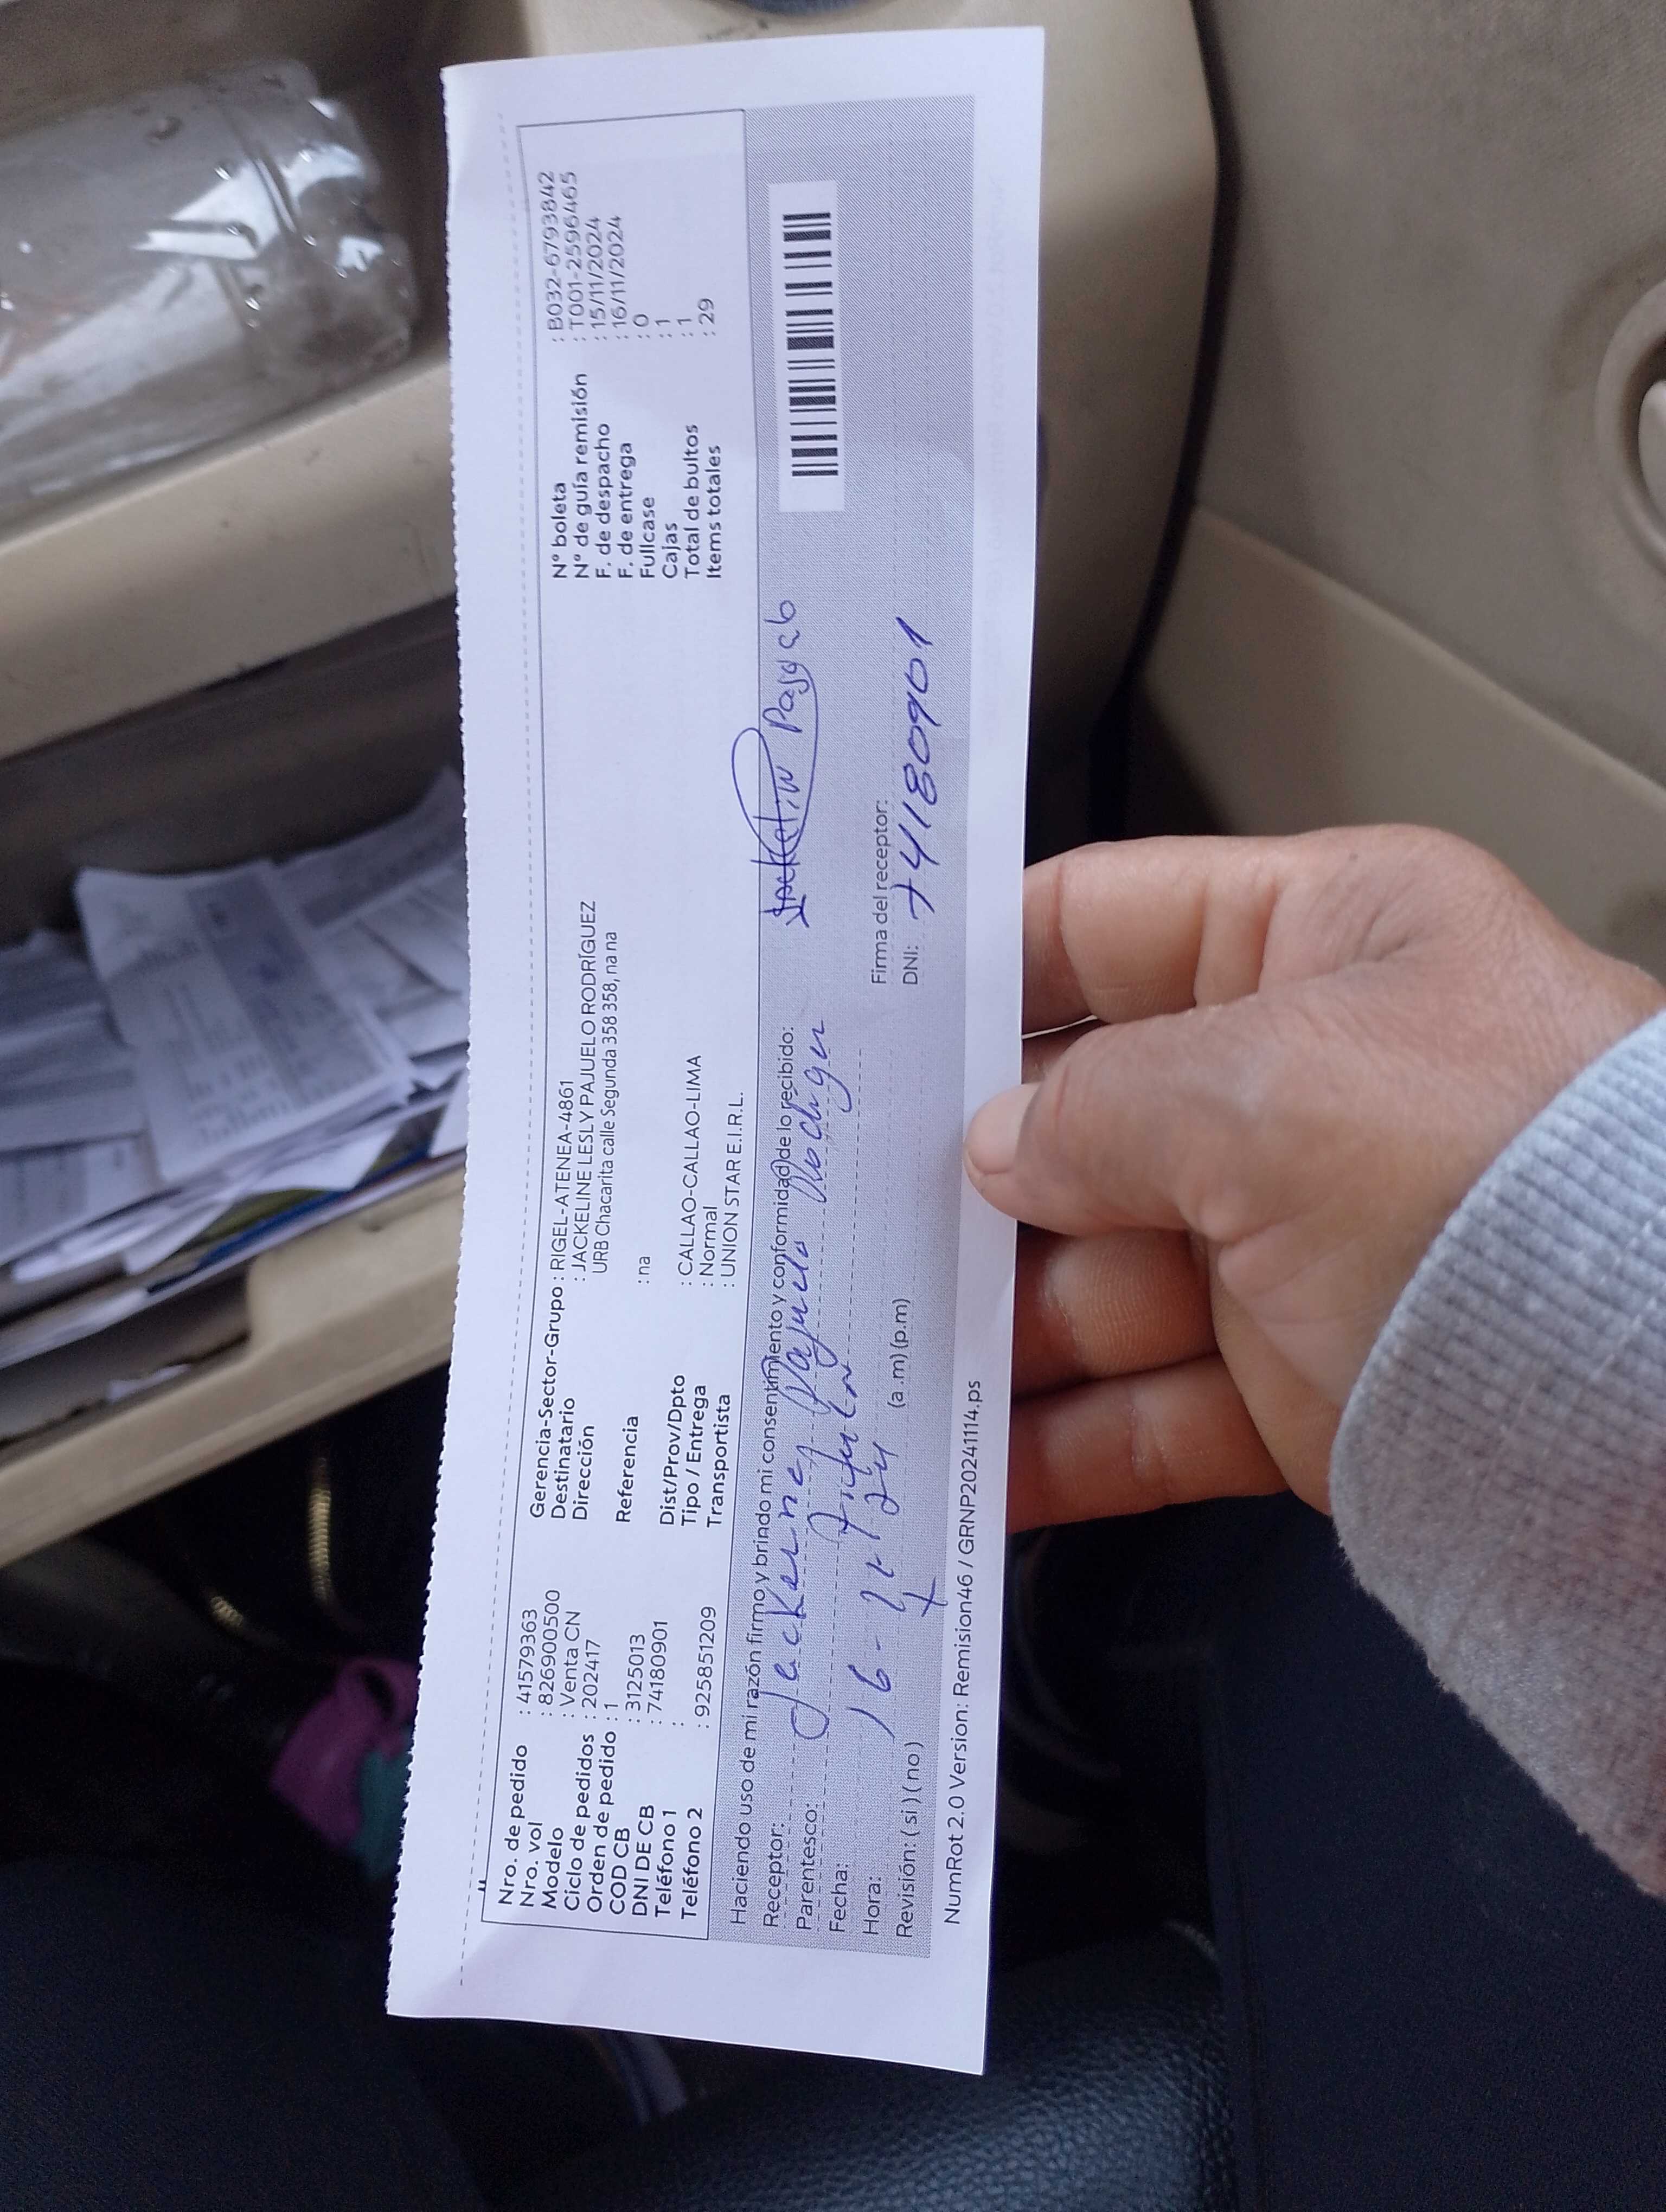 Nro. de pedido : 41579363
Nro. vol : 826900500
Modelo : Venta CN
Ciclo de pedidos : 202417
Orden de pedido : 1
COD CB : 3125013
DNI DE CB : 74180901
Teléfono 1 :
Teléfono 2 : 925851209
Gerencia-Sector-Grupo : RIGEL-ATENEA-4861
Destinatario : JACKELINE LESLY PAJUELO RODRÍGUEZ
Dirección URB Chacarita calle Segunda 358 358, na na
Referencia : na
Dist/Prov/Dpto : CALLAO-CALLAO-LIMA
Tipo / Entrega : Normal
Transportista : UNION STAR E.I.R.L.
N° boleta : B032-6793842
N° de guía remisión : T001-2596465
F. de despacho : 15/11/2024
F. de entrega : 16/11/2024
Fullcase : 0
Cajas : 1
Total de bultos : 1
Items totales : 29
Haciendo uso de mi razón firmo y brindo mi consentimiento y conformidad de lo recibido:
Receptor: Pajuelo
Parentesco:
Fecha: 16-11-24
Hora: (a.m) (p.m)
Revisión: ( si ) ( no )
Firma del receptor:
DNI: 74180901
NumRot 2.0 Version: Remision46 / GRNP20241114.ps